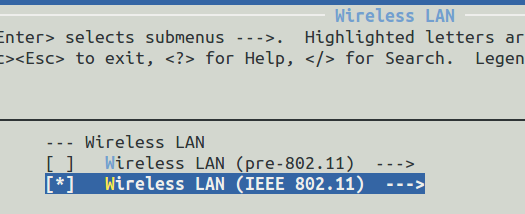 Wireless LAN
Enter> selects submenus --->. Highlighted letters ar
c><Esc> to exit, <?> for Help, </> for Search. Legen
--- Wireless LAN
[ ] Wireless LAN (pre-802.11) --->
[*] Wireless LAN (IEEE 802.11) --->